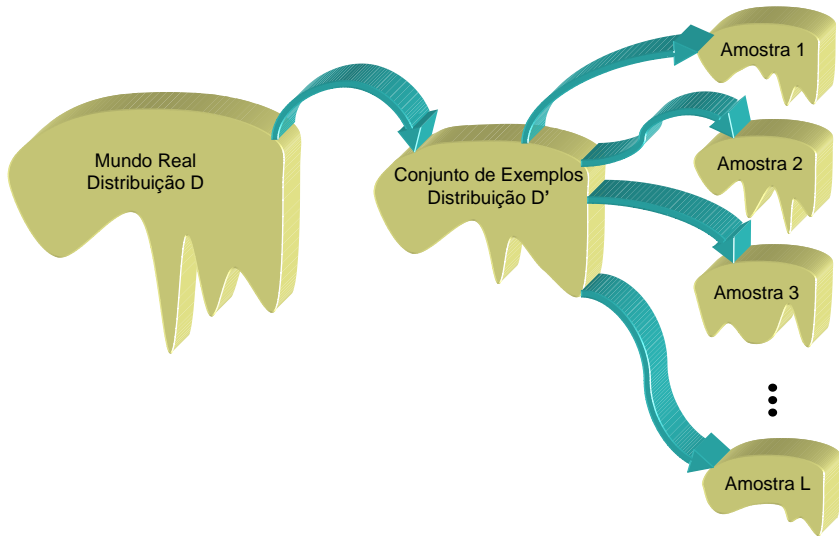 Mundo Real
Distribuição D
Conjunto de Exemplos
Distribuição D'
Amostra 1
Amostra 2
Amostra 3
Amostra L